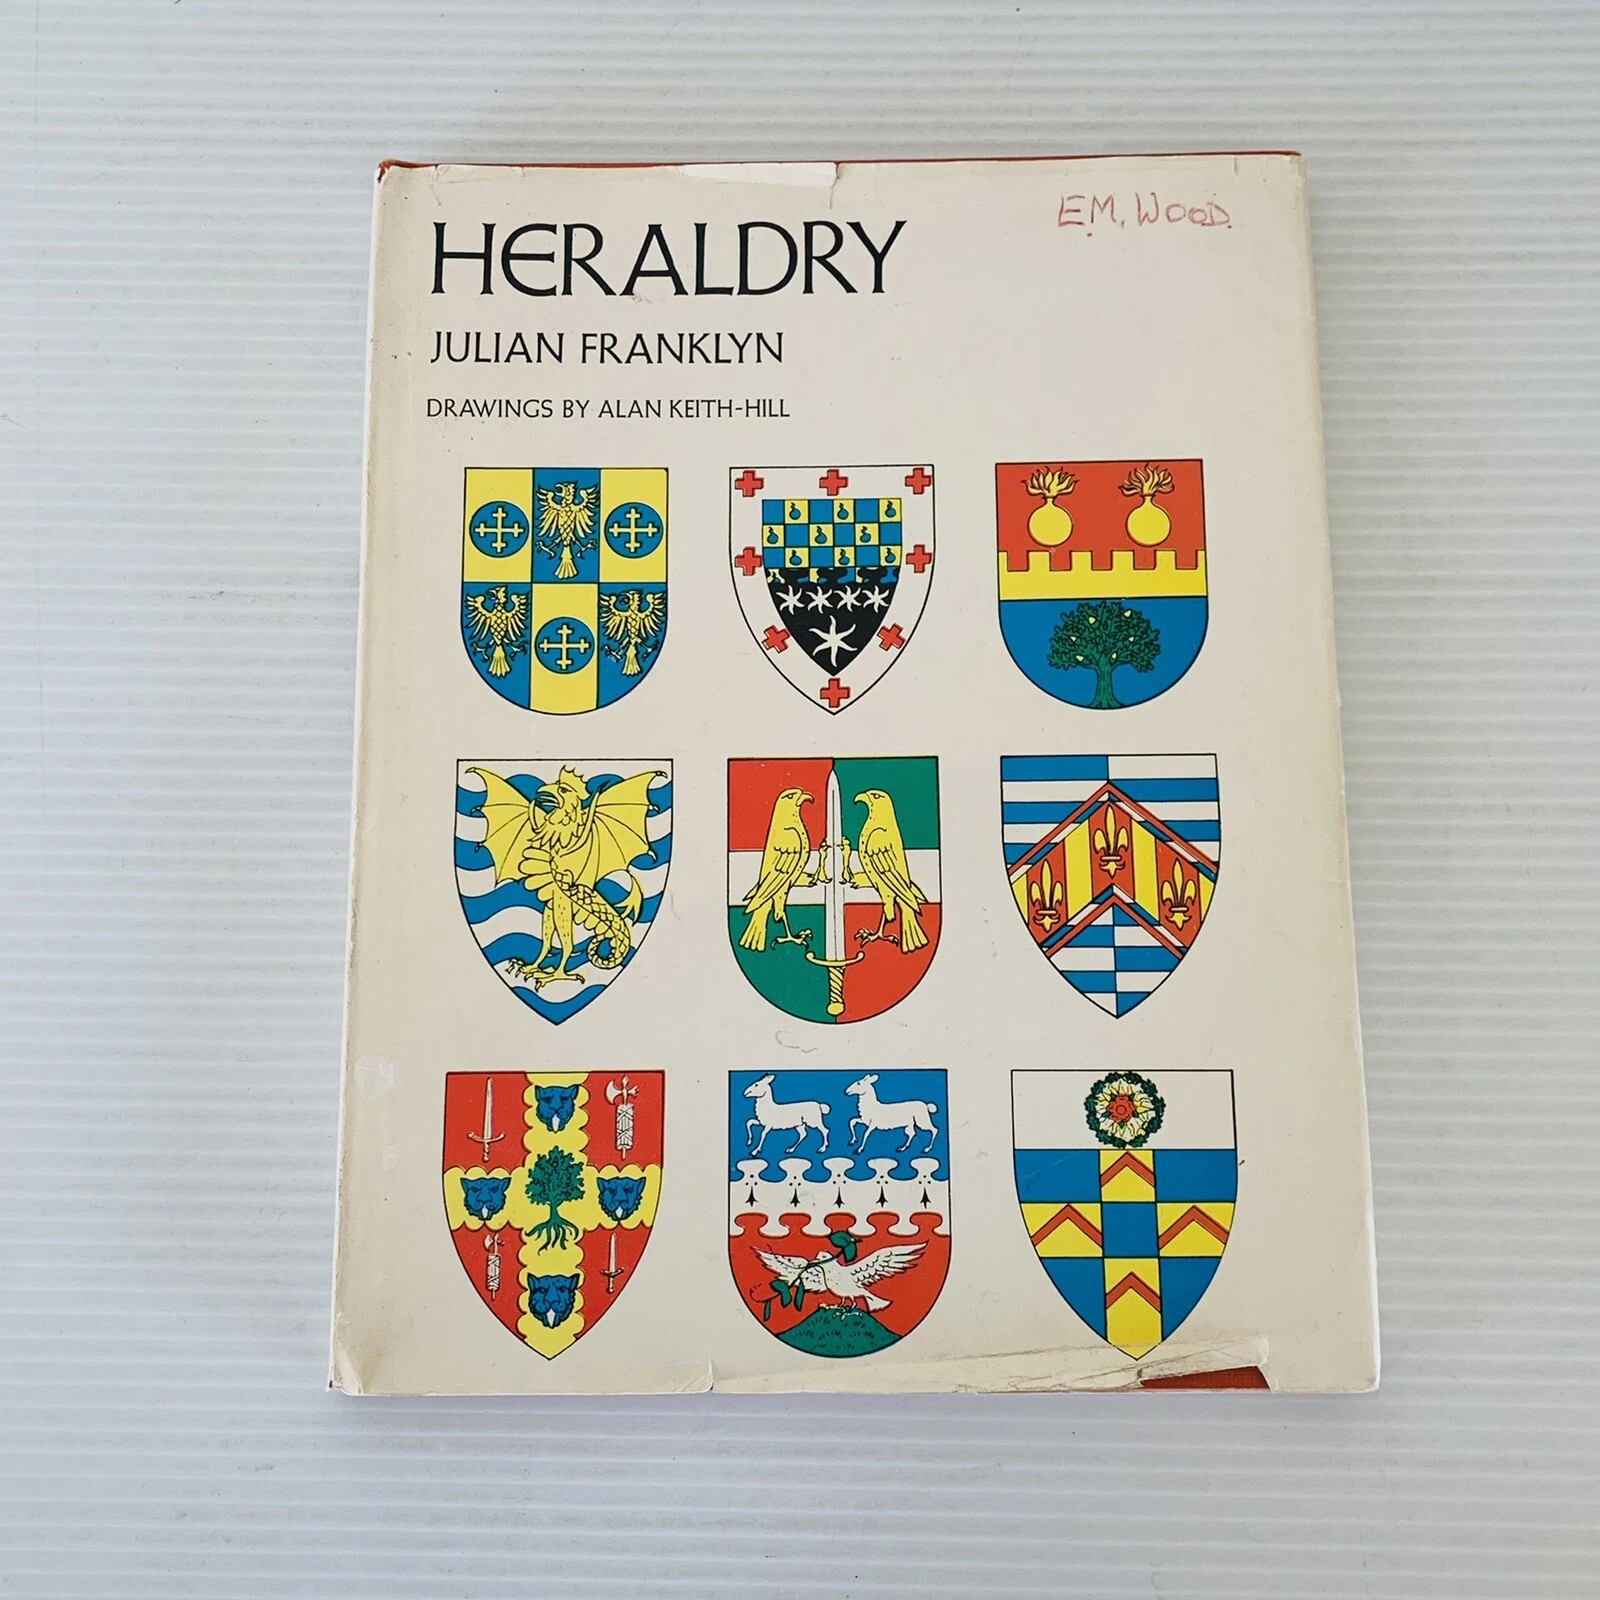 HERALDRY
E.M. WOOD.
JULIAN FRANKLYN
DRAWINGS BY ALAN KEITH-HILL